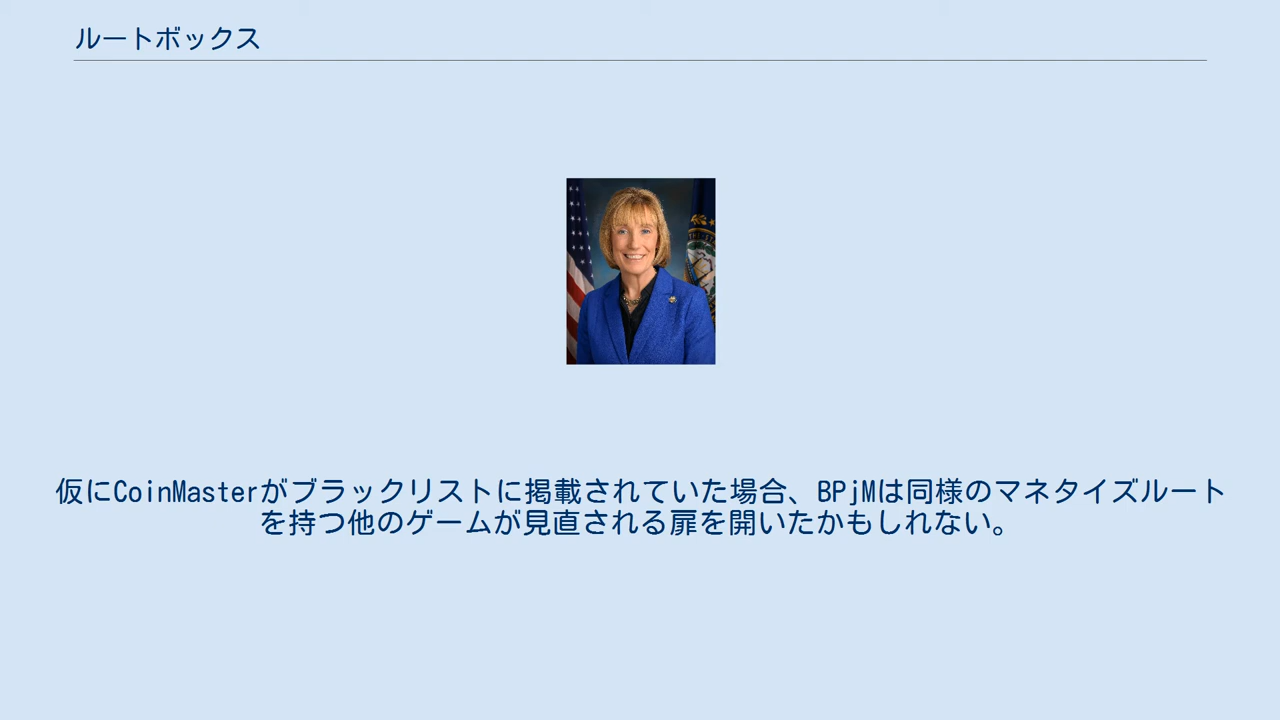 ルートボックス
仮にCoinMasterがブラックリストに掲載されていた場合、BPjMは同様のマネタイズルート
を持つ他のゲームが見直される扉を開いたかもしれない。